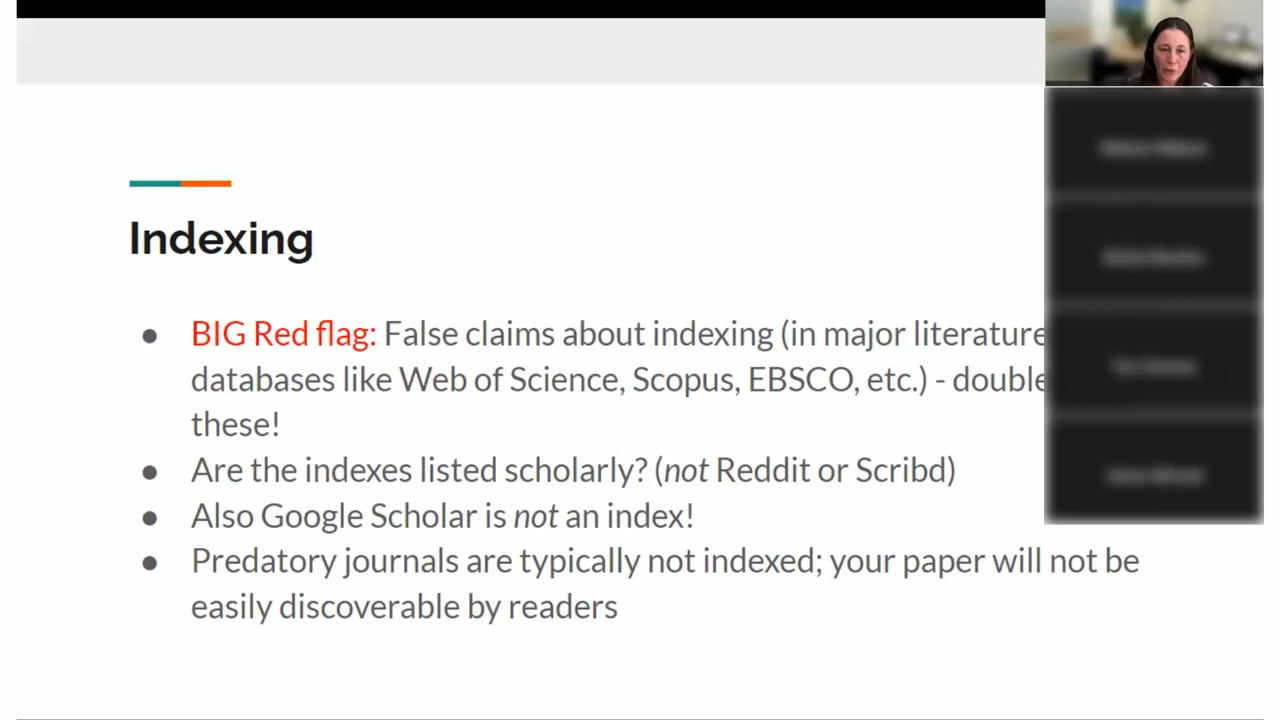 Indexing
● BIG Red flag: False claims about indexing (in major literature
databases like Web of Science, Scopus, EBSCO, etc.) - double
these!
● Are the indexes listed scholarly? (not Reddit or Scribd)
● Also Google Scholar is not an index!
● Predatory journals are typically not indexed; your paper will not be
easily discoverable by readers